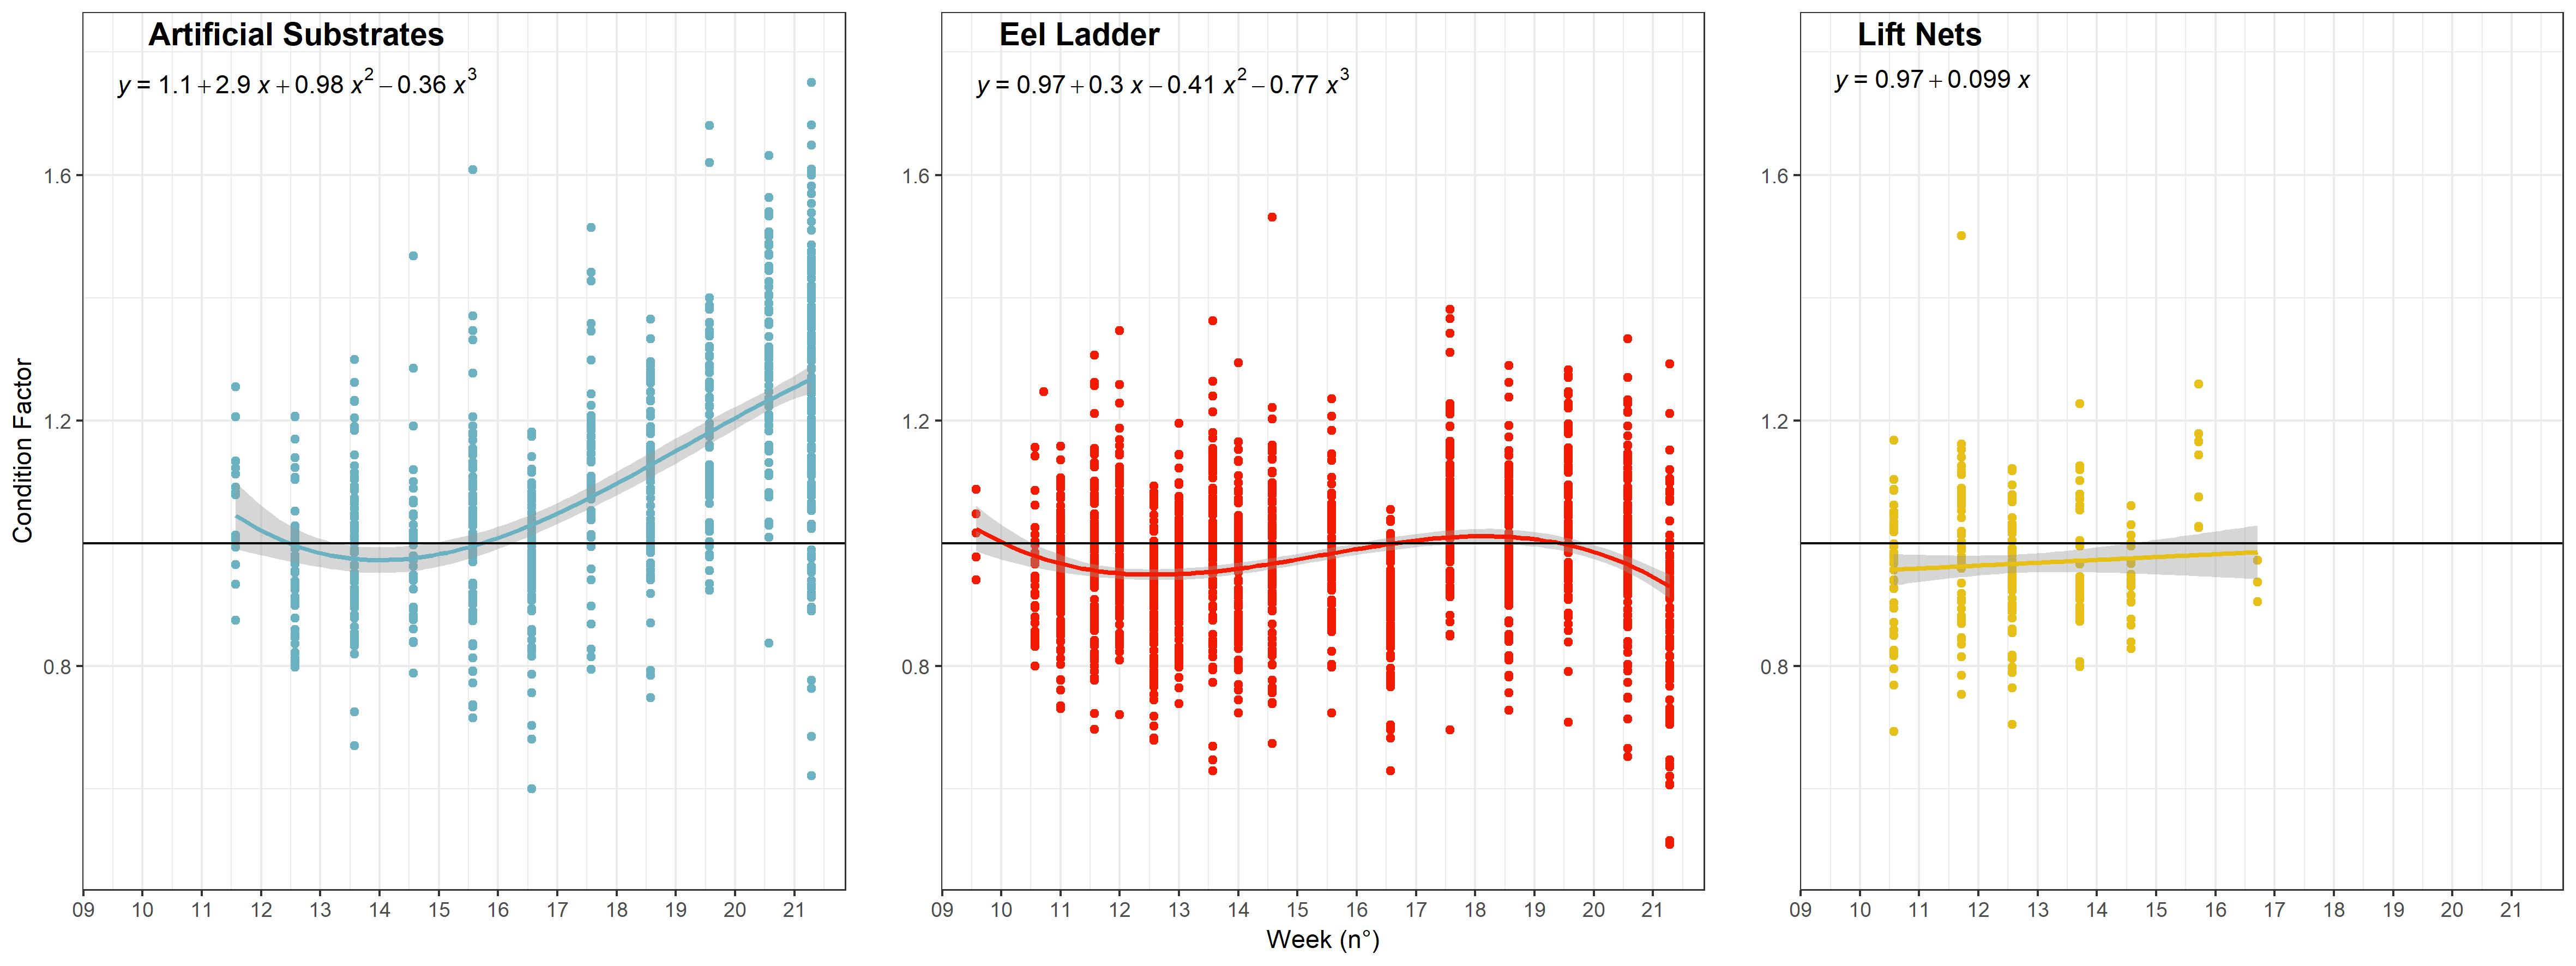 Artificial Substrates
y = 1.1 + 2.9 x + 0.98 x² − 0.36 x³
Eel Ladder
y = 0.97 + 0.3 x − 0.41 x² − 0.77 x³
Lift Nets
y = 0.97 + 0.099 x
Condition Factor
1.6
1.2
0.8
1.6
1.2
0.8
1.6
1.2
0.8
09 10 11 12 13 14 15 16 17 18 19 20 21
09 10 11 12 13 14 15 16 17 18 19 20 21
09 10 11 12 13 14 15 16 17 18 19 20 21
Week (n°)